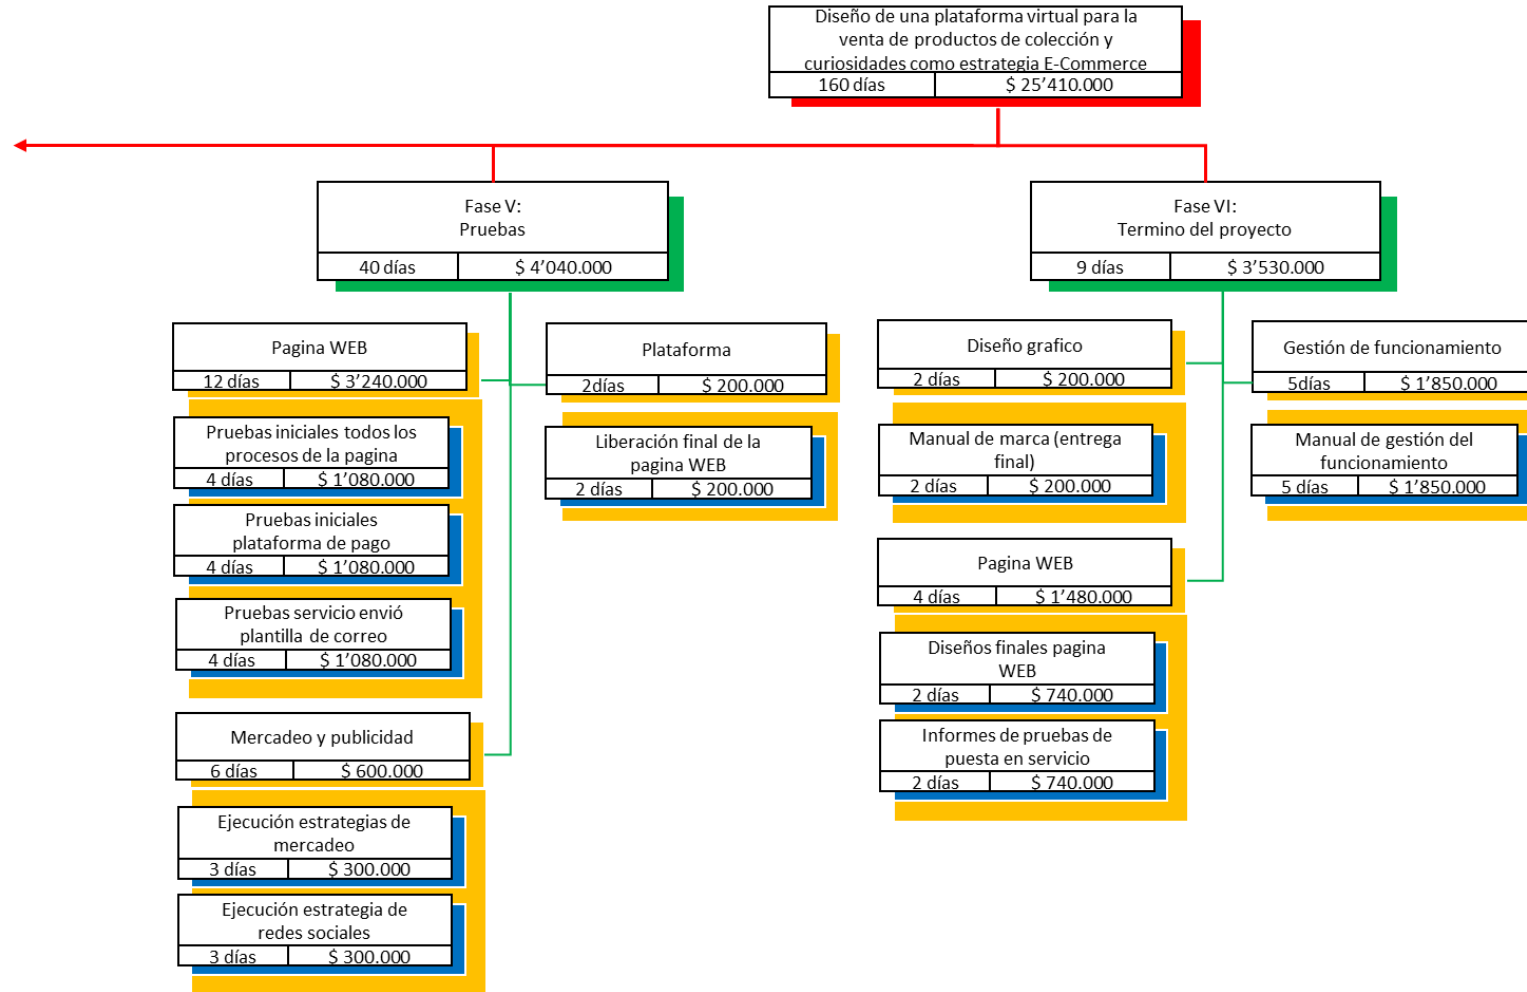 Diseño de una plataforma virtual para la
venta de productos de colección y
curiosidades como estrategia E-Commerce
160 días $ 25’410.000
Fase V:
Pruebas
40 días $ 4’040.000
Pagina WEB
12 días $ 3’240.000
Pruebas iniciales todos los
procesos de la pagina
4 días $ 1’080.000
Pruebas iniciales
plataforma de pago
4 días $ 1’080.000
Pruebas servicio envió
plantilla de correo
4 días $ 1’080.000
Mercadeo y publicidad
6 días $ 600.000
Ejecución estrategias de
mercadeo
3 días $ 300.000
Ejecución estrategia de
redes sociales
3 días $ 300.000
Plataforma
2días $ 200.000
Liberación final de la
pagina WEB
2 días $ 200.000
Fase VI:
Termino del proyecto
9 días $ 3’530.000
Diseño grafico
2 días $ 200.000
Manual de marca (entrega
final)
2 días $ 200.000
Pagina WEB
4 días $ 1’480.000
Diseños finales pagina
WEB
2 días $ 740.000
Informes de pruebas de
puesta en servicio
2 días $ 740.000
Gestión de funcionamiento
5días $ 1’850.000
Manual de gestión del
funcionamiento
5 días $ 1’850.000